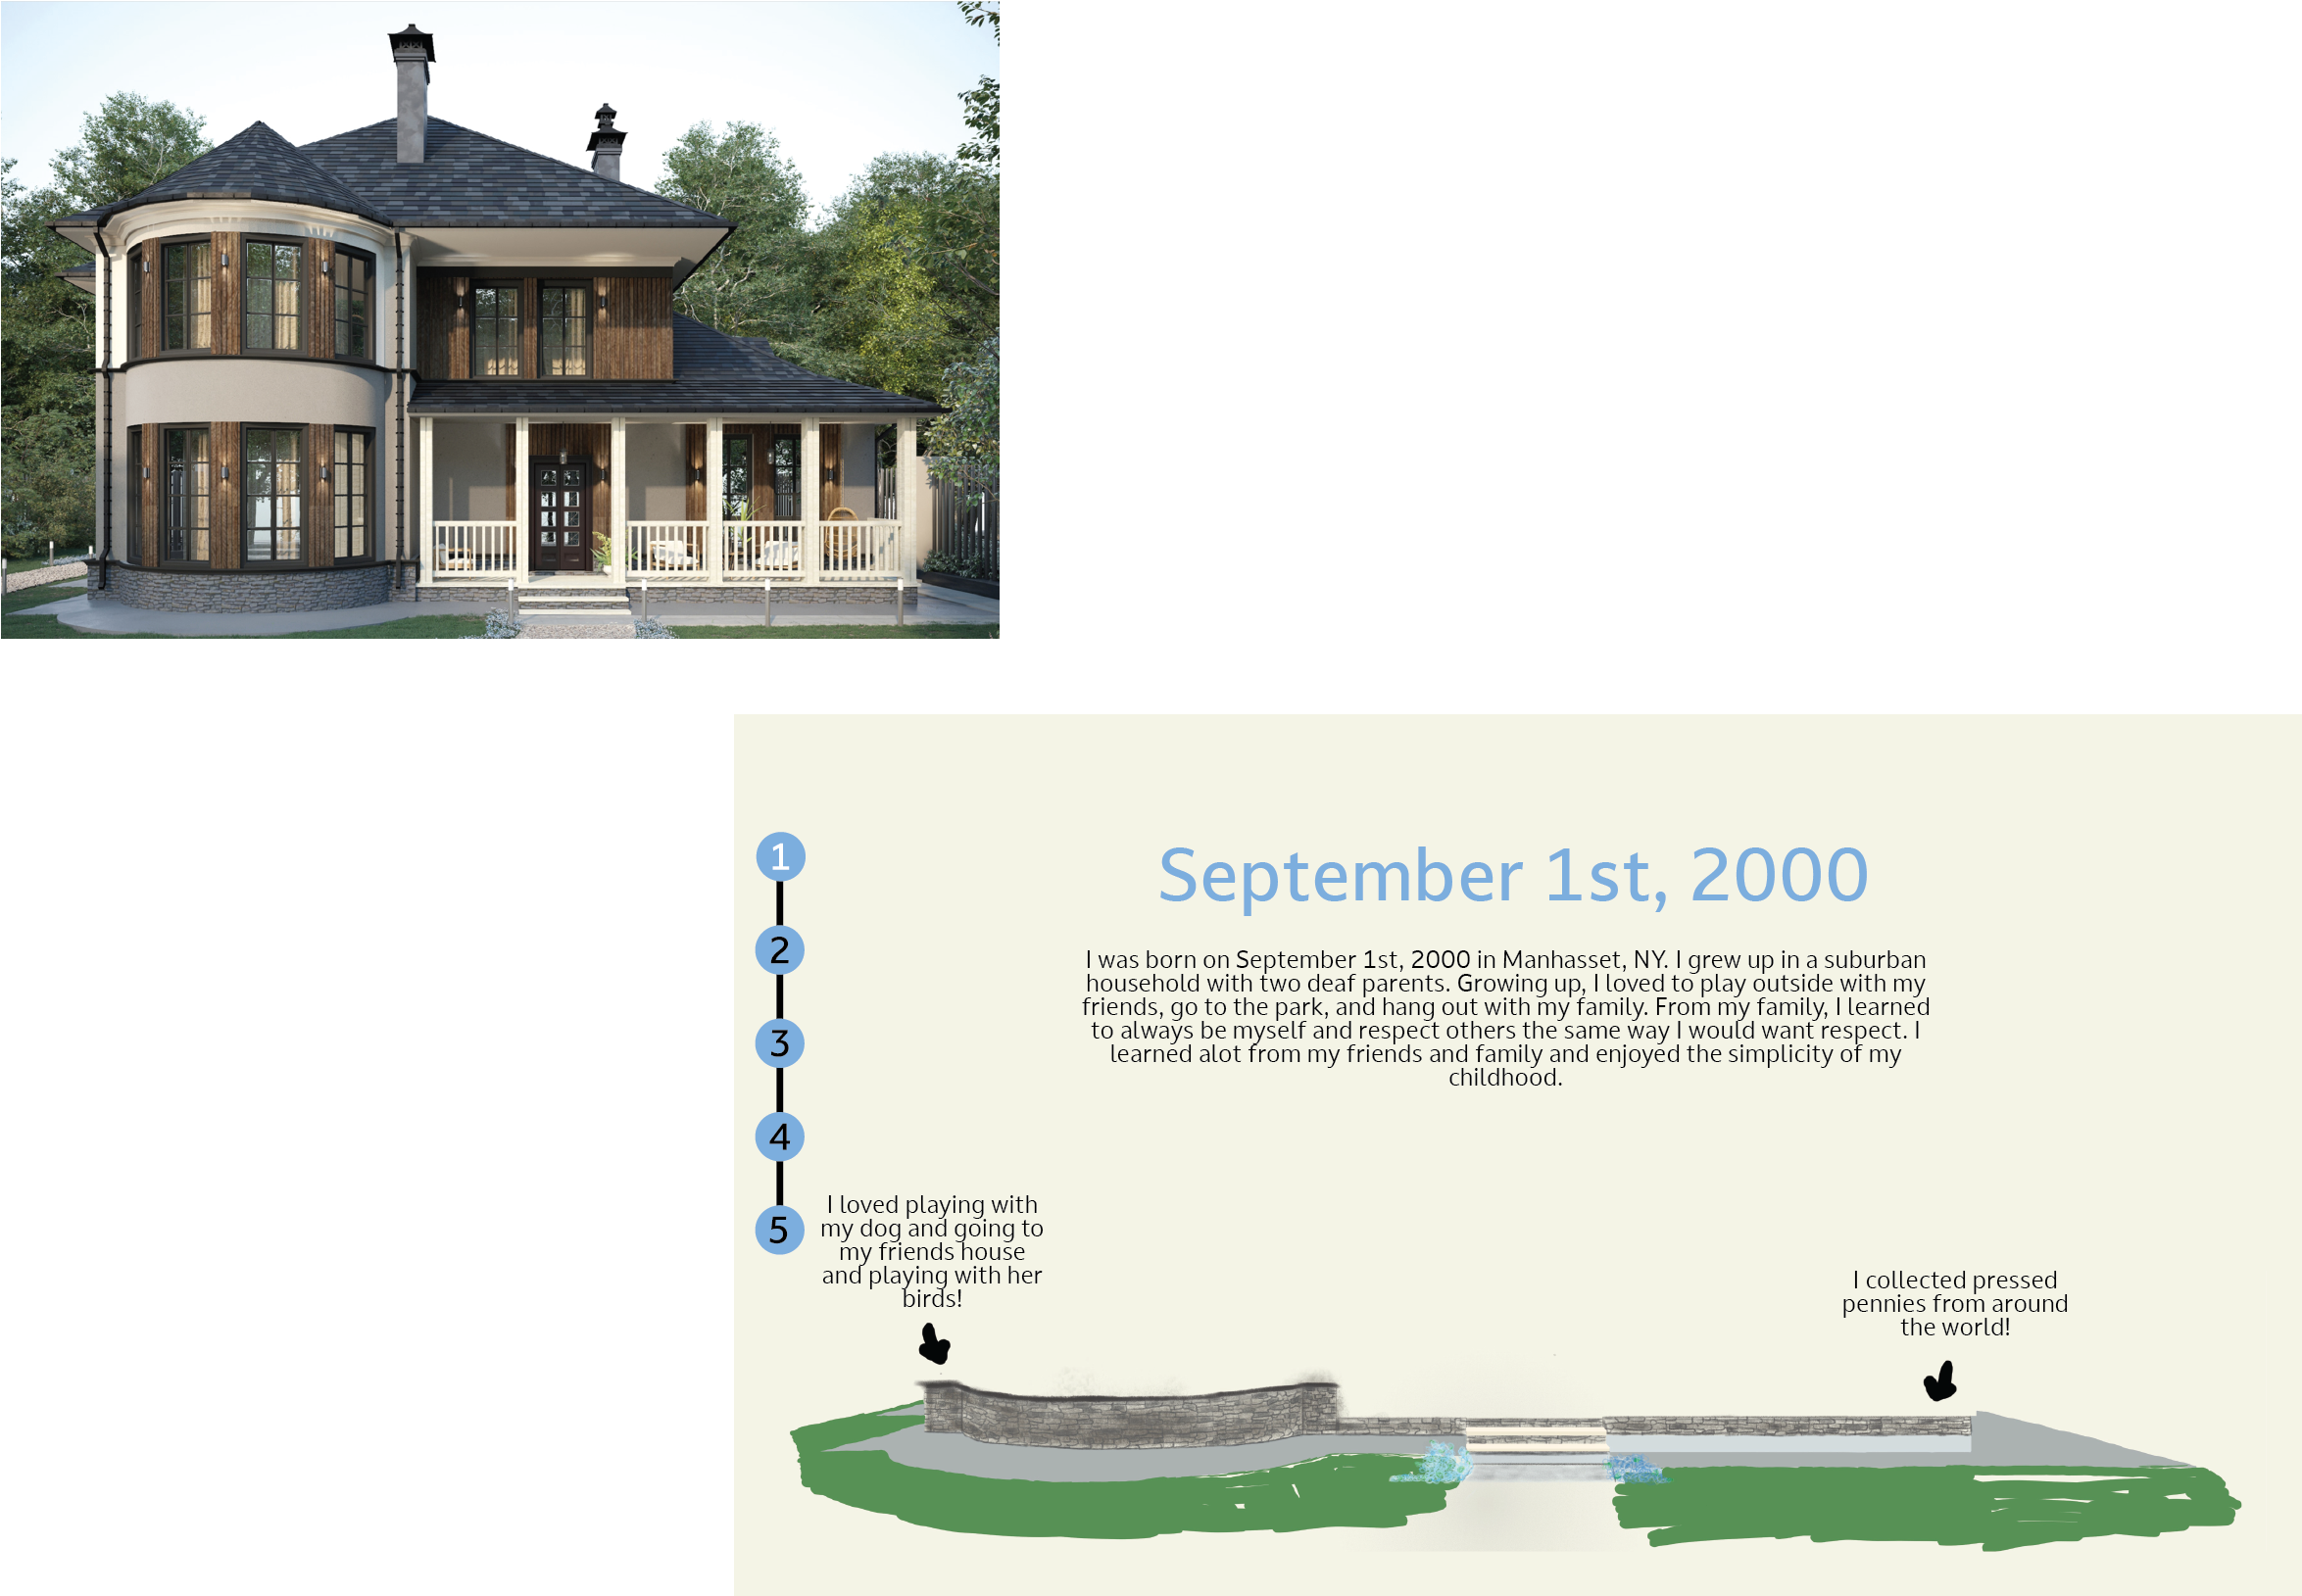 1
2
3
4
5
September 1st, 2000
I was born on September 1st, 2000 in Manhasset, NY. I grew up in a suburban
household with two deaf parents. Growing up, I loved to play outside with my
friends, go to the park, and hang out with my family. From my family, I learned
to always be myself and respect others the same way I would want respect. I
learned alot from my friends and family and enjoyed the simplicity of my
childhood.
I loved playing with
my dog and going to
my friends house
and playing with her
birds!
I collected pressed
pennies from around
the world!